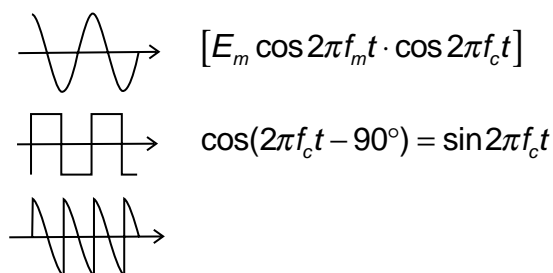 [E_m cos 2πf_m t · cos 2πf_c t]
cos(2πf_c t − 90°) = sin 2πf_c t